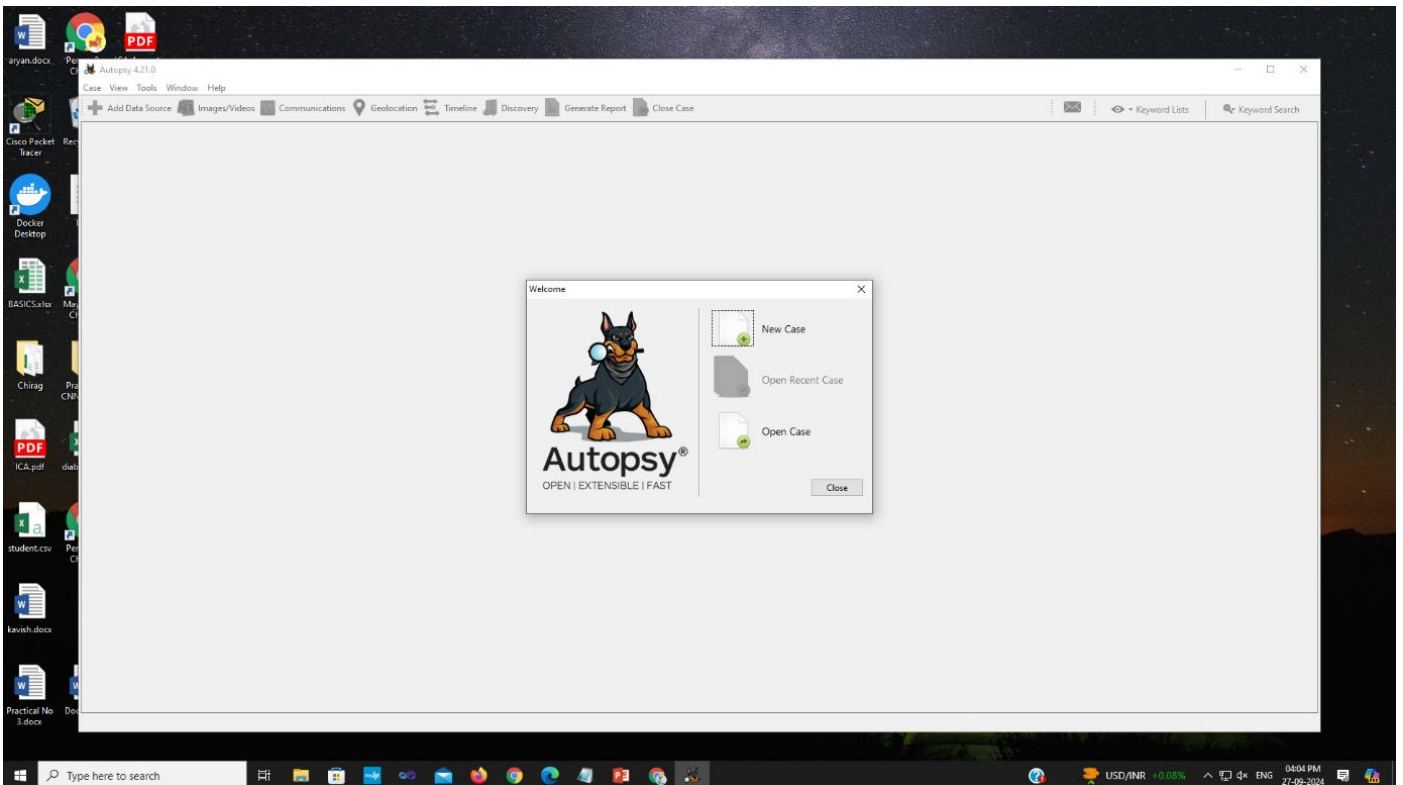 PDF
aryan.docx
Autopsy 4.21.0
Case View Tools Window Help
Add Data Source Images/Videos Communications Geolocation Timeline Discovery Generate Report Close Case Keyword Lists Keyword Search
Cisco Packet Tracer
Docker Desktop
BASICS.xlsx
Chirag
PDF
ICA.pdf
student.csv
kavish.docx
Practical No 3.docx
Welcome
New Case
Open Recent Case
Open Case
Autopsy®
OPEN | EXTENSIBLE | FAST
Close
Type here to search
USD/INR +0.08%
ENG
04:04 PM
27-09-2024